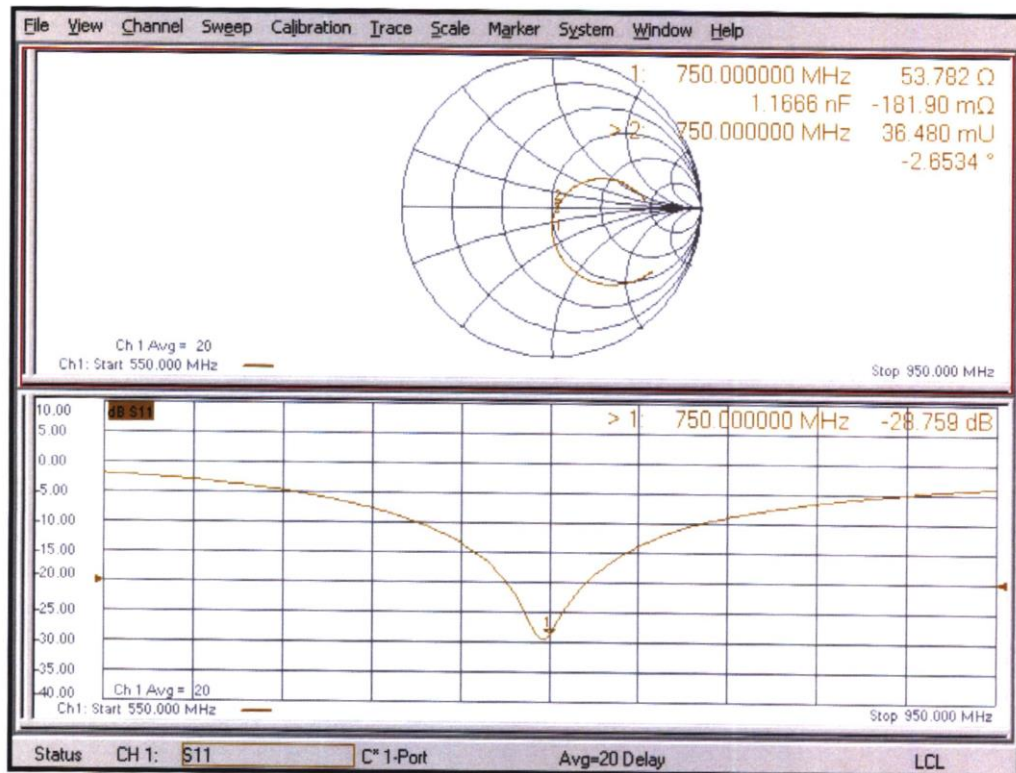 File View Channel Sweep Calibration Trace Scale Marker System Window Help
1: 750.000000 MHz 53.782 Ω
1.1666 nF -181.90 mΩ
> 2: 750.000000 MHz 36.480 mU
-2.6534 °
Ch 1 Avg = 20
Ch1: Start 550.000 MHz
Stop 950.000 MHz
10.00
dB S11
> 1: 750.000000 MHz -28.759 dB
5.00
0.00
-5.00
-10.00
-15.00
-20.00
-25.00
1
-30.00
-35.00
-40.00
Ch 1 Avg = 20
Ch1: Start 550.000 MHz
Stop 950.000 MHz
Status CH 1: S11 C* 1-Port Avg=20 Delay LCL